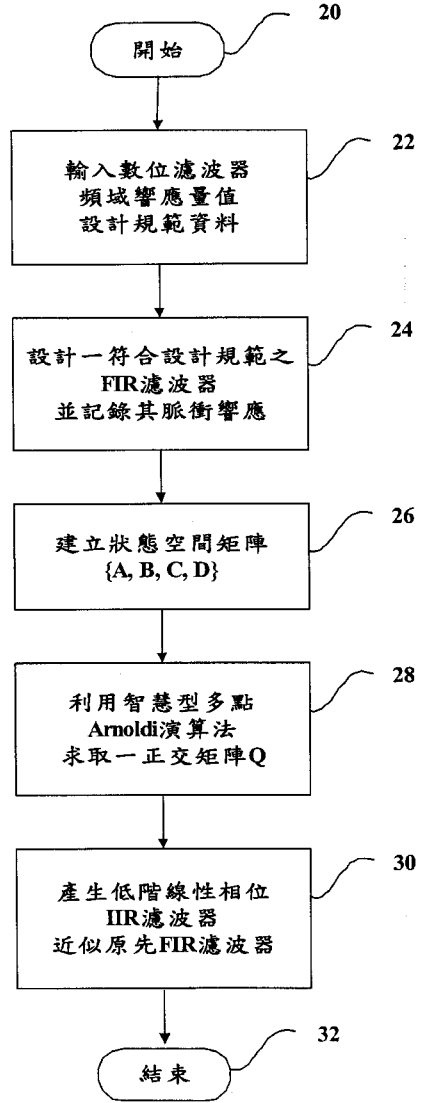 20
開始
22
輸入數位濾波器
頻域響應量值
設計規範資料
24
設計一符合設計規範之
FIR濾波器
並記錄其脈衝響應
26
建立狀態空間矩陣
{A, B, C, D}
28
利用智慧型多點
Arnoldi演算法
求取一正交矩陣Q
30
產生低階線性相位
IIR濾波器
近似原先FIR濾波器
32
結束